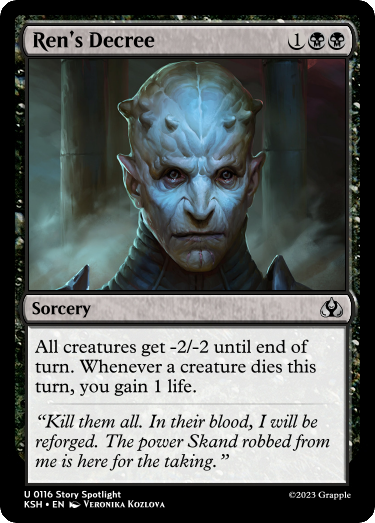 Ren's Decree 1
Sorcery
All creatures get -2/-2 until end of
turn. Whenever a creature dies this
turn, you gain 1 life.
“Kill them all. In their blood, I will be
reforged. The power Skand robbed from
me is here for the taking.”
U 0116 Story Spotlight
KSH • EN Veronika Kozlova
©2023 Grapple